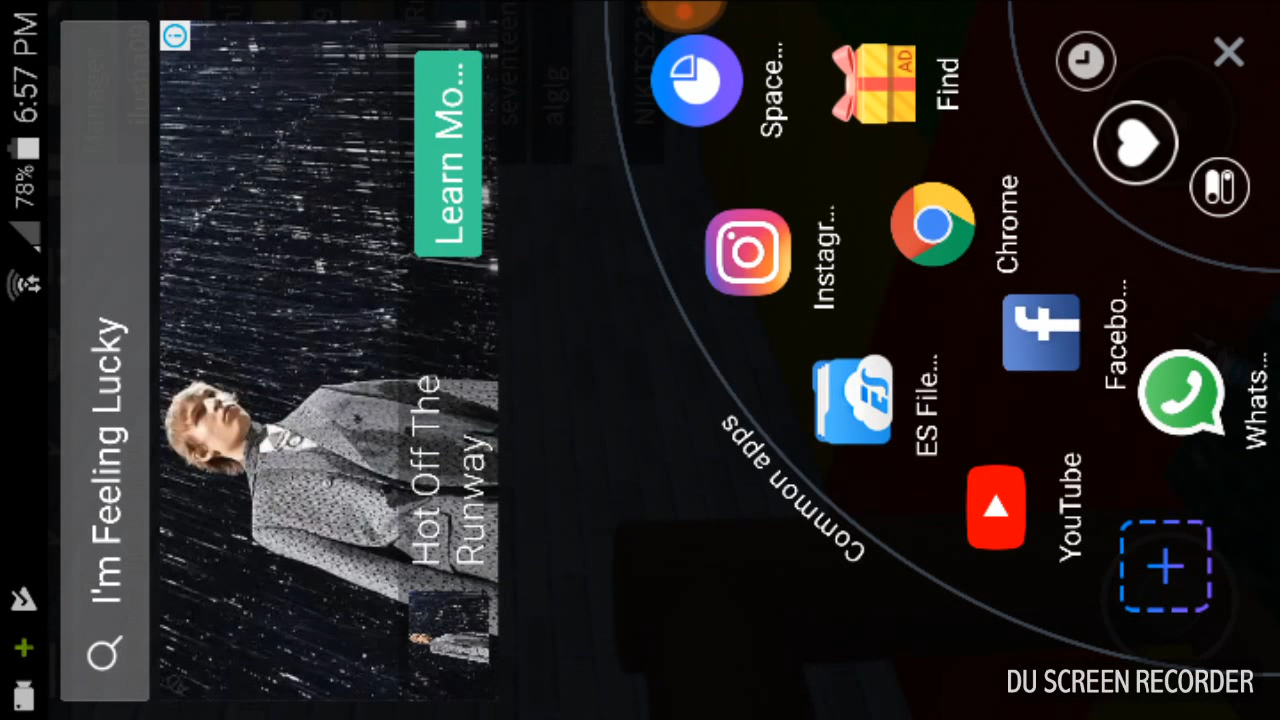 78% 6:57 PM
I'm Feeling Lucky
Hot Off The
Runway
Learn Mo...
Common apps
Space...
AD
Find
Instagr...
Chrome
ES
ES File...
Facebo...
YouTube
Whats...
DU SCREEN RECORDER